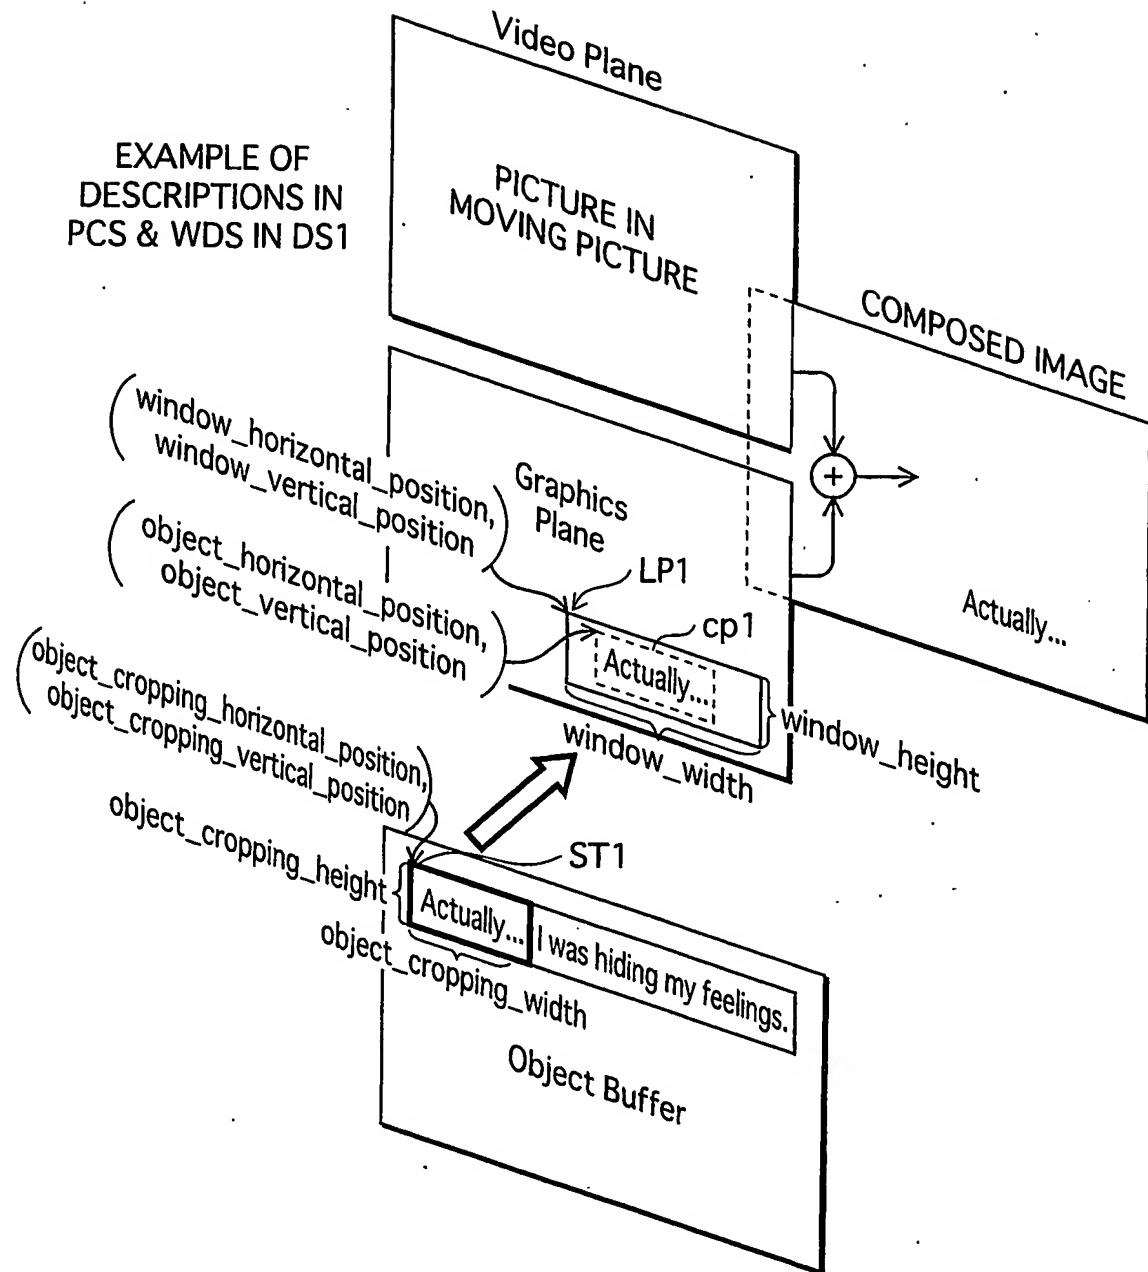 Video Plane
EXAMPLE OF
DESCRIPTIONS IN
PCS & WDS IN DS1
PICTURE IN
MOVING PICTURE
COMPOSED IMAGE
(window_horizontal_position,
window_vertical_position)
Graphics
Plane
+
(object_horizontal_position,
object_vertical_position)
LP1
cp1
Actually...
Actually...
window_height
window_width
(object_cropping_horizontal_position,
object_cropping_vertical_position)
object_cropping_height
ST1
Actually... I was hiding my feelings.
object_cropping_width
Object Buffer